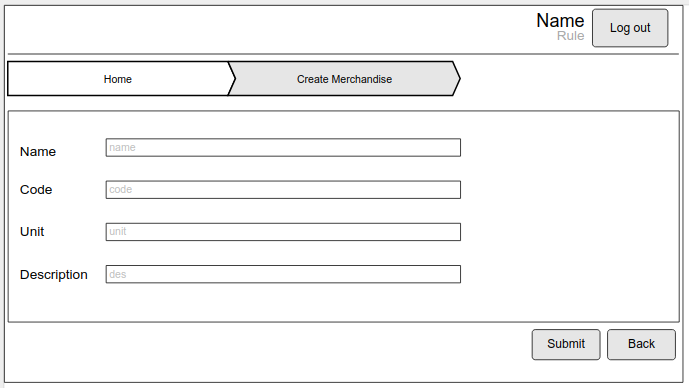 Name
Rule
Log out
Home
Create Merchandise
Name
name
Code
code
Unit
unit
Description
des
Submit
Back